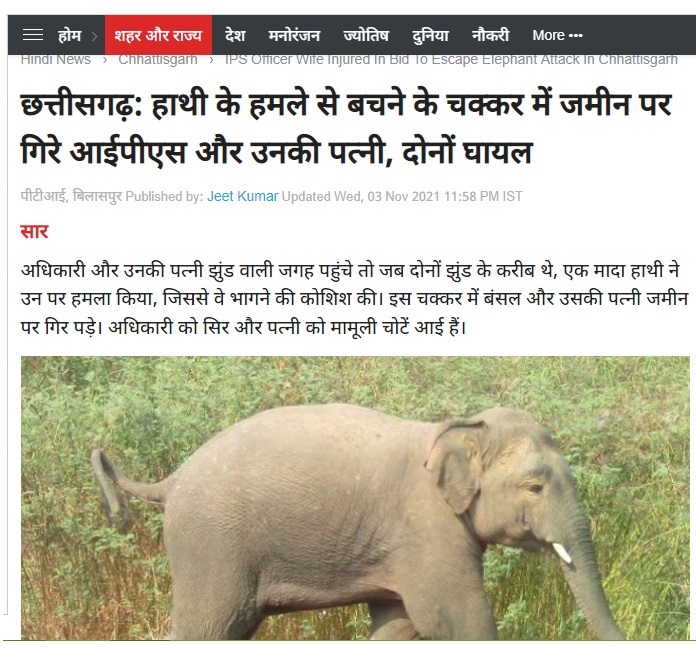 होम > शहर और राज्य देश मनोरंजन ज्योतिष दुनिया नौकरी More •••
Hindi News > Chhattisgarh > IPS Officer Wife Injured In Bid To Escape Elephant Attack In Chhattisgarh
छत्तीसगढ़: हाथी के हमले से बचने के चक्कर में जमीन पर
गिरे आईपीएस और उनकी पत्नी, दोनों घायल
पीटीआई, बिलासपुर Published by: Jeet Kumar Updated Wed, 03 Nov 2021 11:58 PM IST
सार
अधिकारी और उनकी पत्नी झुंड वाली जगह पहुंचे तो जब दोनों झुंड के करीब थे, एक मादा हाथी ने
उन पर हमला किया, जिससे वे भागने की कोशिश की। इस चक्कर में बंसल और उसकी पत्नी जमीन
पर गिर पड़े। अधिकारी को सिर और पत्नी को मामूली चोटें आई हैं।